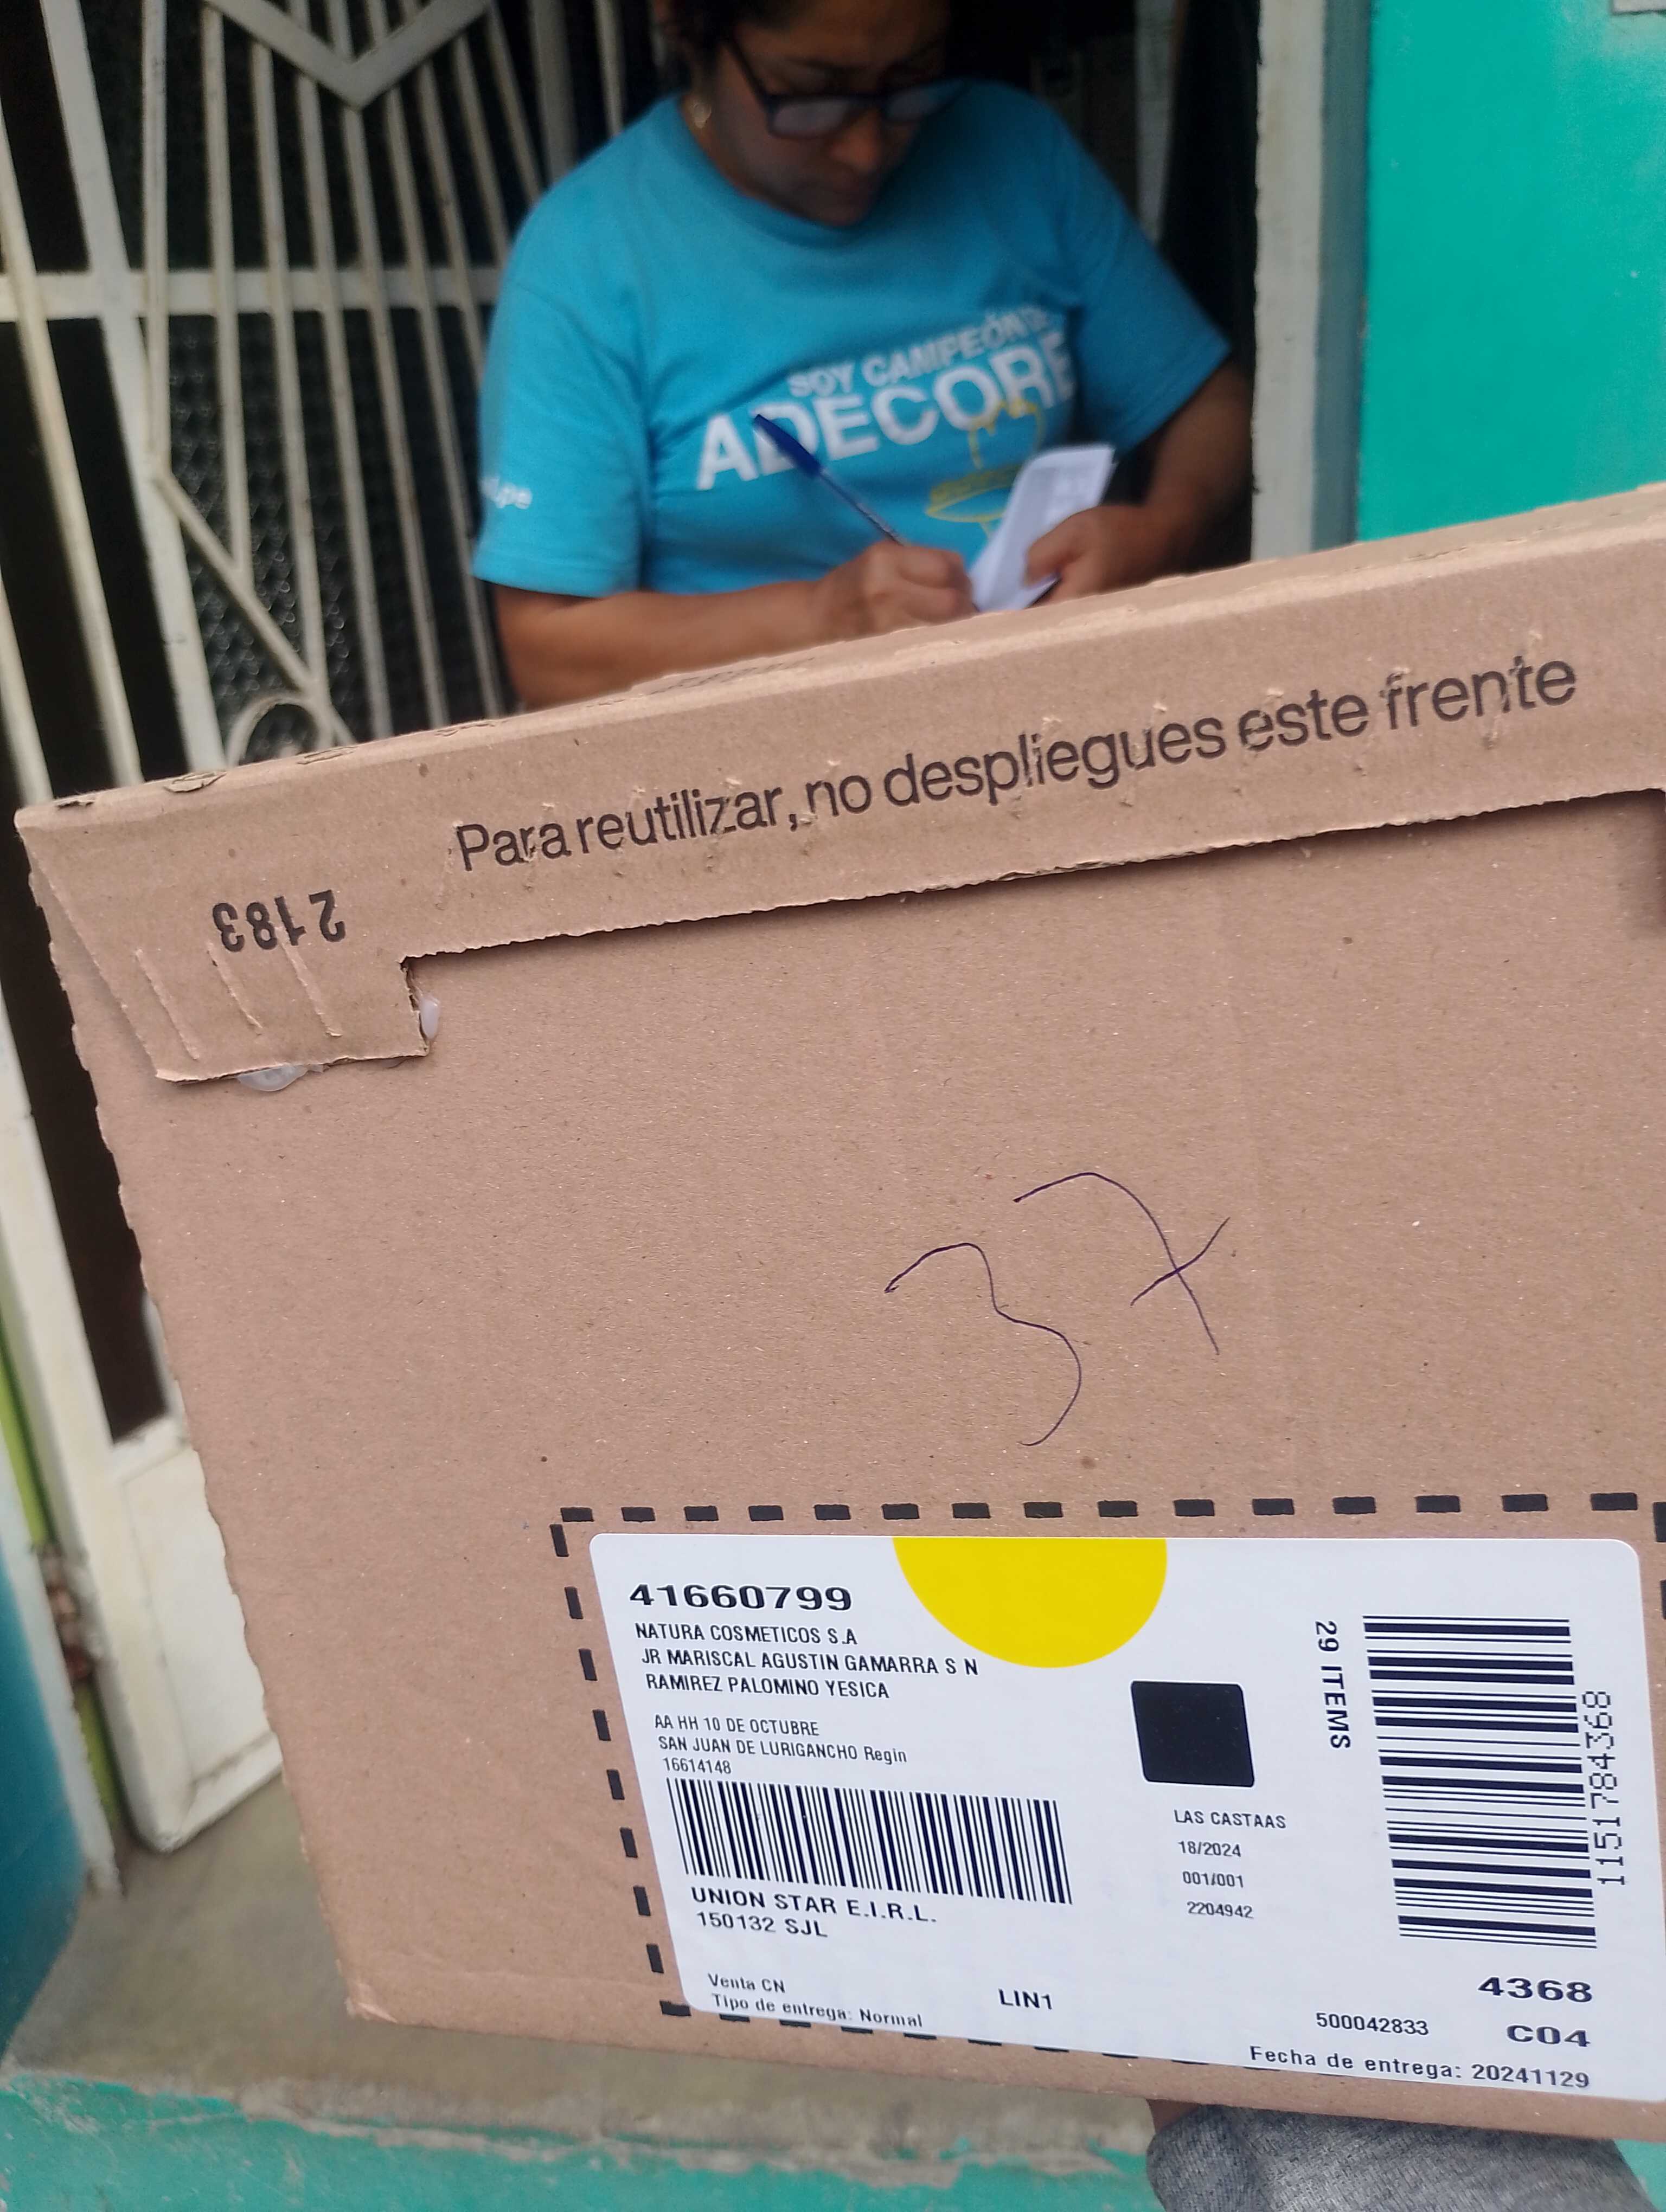 SOY CAMPEÓN
ADECORE
Para reutilizar, no despliegues este frente
2183
37
41660799
NATURA COSMETICOS S.A
JR MARISCAL AGUSTIN GAMARRA S N
RAMIREZ PALOMINO YESICA
AA HH 10 DE OCTUBRE
SAN JUAN DE LURIGANCHO Regin
16614148
UNION STAR E.I.R.L.
150132 SJL
Venta CN
Tipo de entrega: Normal
LIN1
LAS CASTAAS
18/2024
001/001
2204942
29 ITEMS
1151784368
4368
500042833
C04
Fecha de entrega: 20241129